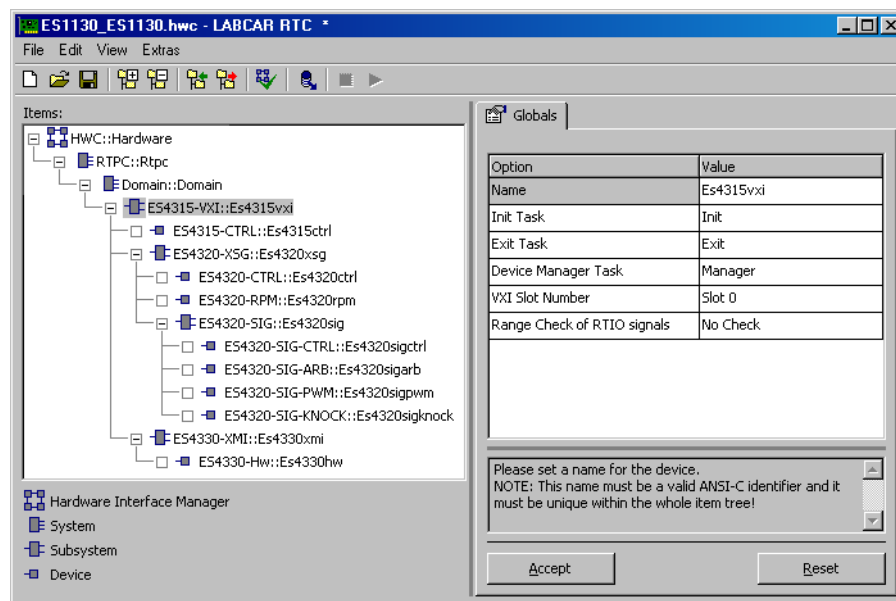 ES1130_ES1130.hwc - LABCAR RTC *
File Edit View Extras
Items:
HWC::Hardware
RTPC::Rtpc
Domain::Domain
ES4315-VXI::Es4315vxi
ES4315-CTRL::Es4315ctrl
ES4320-XSG::Es4320xsg
ES4320-CTRL::Es4320ctrl
ES4320-RPM::Es4320rpm
ES4320-SIG::Es4320sig
ES4320-SIG-CTRL::Es4320sigctrl
ES4320-SIG-ARB::Es4320sigarb
ES4320-SIG-PWM::Es4320sigpwm
ES4320-SIG-KNOCK::Es4320sigknock
ES4330-XMI::Es4330xmi
ES4330-Hw::Es4330hw
Hardware Interface Manager
System
Subsystem
Device
Globals
Option Value
Name Es4315vxi
Init Task Init
Exit Task Exit
Device Manager Task Manager
VXI Slot Number Slot 0
Range Check of RTIO signals No Check
Please set a name for the device.
NOTE: This name must be a valid ANSI-C identifier and it
must be unique within the whole item tree!
Accept Reset